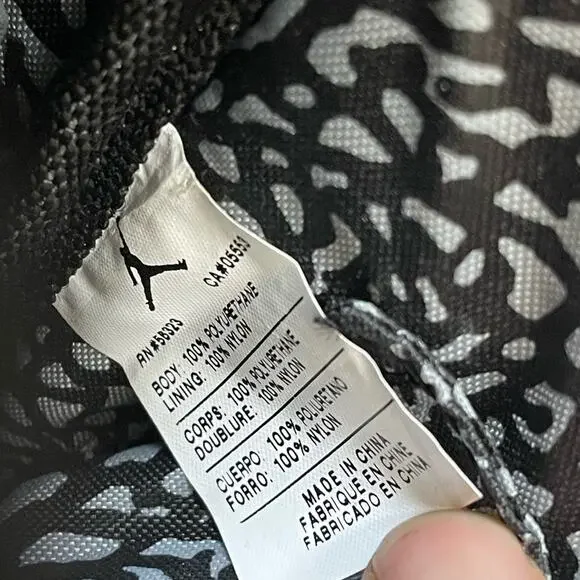 RN#58323 CA#05553
BODY: 100% POLYURETHANE
LINING: 100% NYLON
CORPS: 100% POLYURETHANE
DOUBLURE: 100% NYLON
CUERPO: 100% POLIURETANO
FORRO: 100% NYLON
MADE IN CHINA
FABRIQUE EN CHINE
FABRICADO EN CHINA